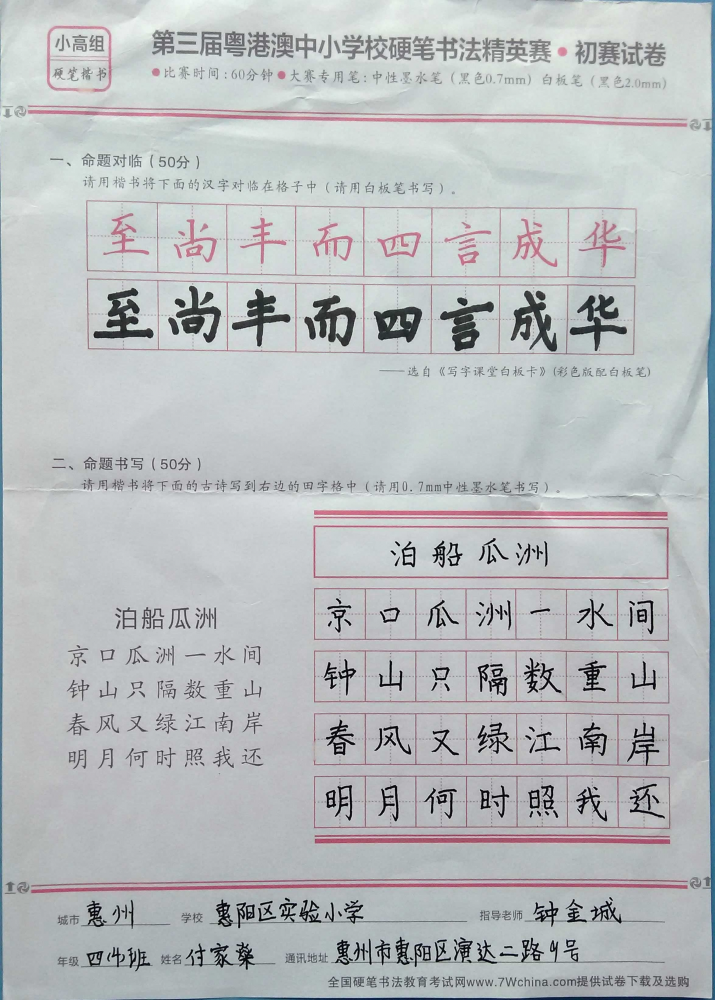 小高组
硬笔楷书
第三届粤港澳中小学校硬笔书法精英赛·初赛试卷
●比赛时间:60分钟●大赛专用笔:中性墨水笔(黑色0.7mm) 白板笔(黑色2.0mm)
一、命题对临(50分)
请用楷书将下面的汉字对临在格子中(请用白板笔书写)。
至尚丰而四言成华
至尚丰而四言成华
——选自《写字课堂白板卡》(彩色版配白板笔)
二、命题书写(50分)
请用楷书将下面的古诗写到右边的田字格中(请用0.7mm中性墨水笔书写)。
泊船瓜洲
京口瓜洲一水间
钟山只隔数重山
春风又绿江南岸
明月何时照我还
泊船瓜洲
京口瓜洲一水间
钟山只隔数重山
春风又绿江南岸
明月何时照我还
城市 惠州 学校 惠阳区实验小学 指导老师 钟金城
年级 四(4)班 姓名 付家燊 通讯地址 惠州市惠阳区演达二路9号
全国硬笔书法教育考试网www.7Wchina.com提供试卷下载及选购